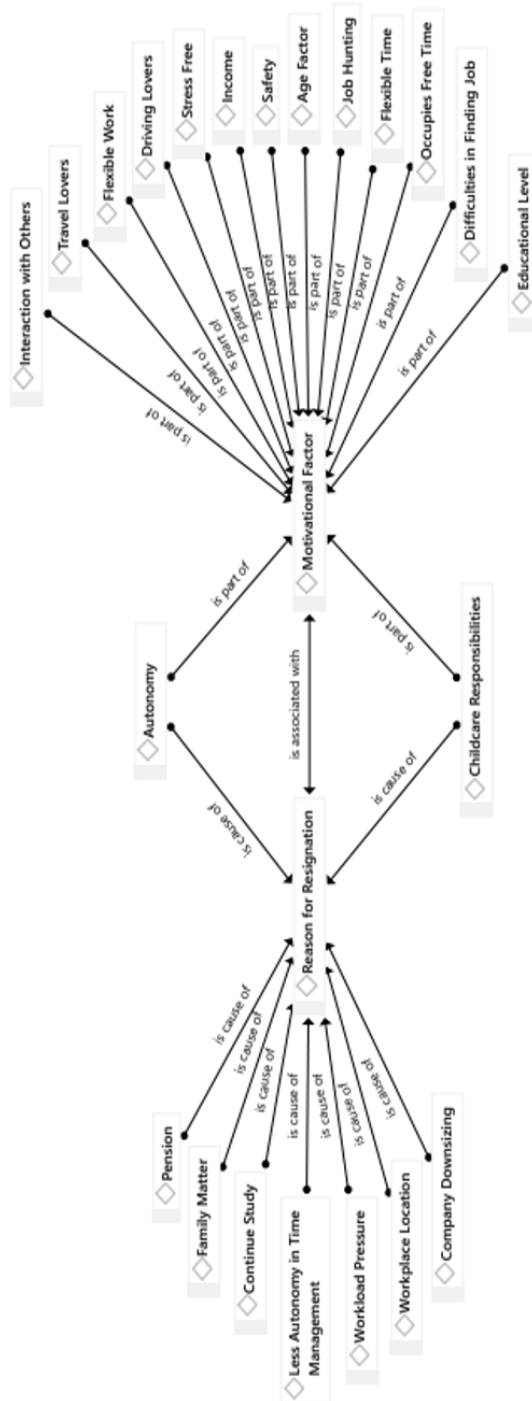 Interaction with Others
Travel Lovers
Flexible Work
Driving Lovers
Stress Free
Income
Safety
Age Factor
Job Hunting
Flexible Time
Occupies Free Time
Difficulties in Finding Job
Educational Level
is part of
is part of
is part of
is part of
is part of
is part of
is part of
is part of
is part of
is part of
is part of
is part of
Motivational Factor
is part of
is part of
Autonomy
is associated with
Childcare Responsibilities
is cause of
is cause of
Reason for Resignation
is cause of
is cause of
is cause of
is cause of
is cause of
is cause of
is cause of
Pension
Family Matter
Continue Study
Less Autonomy in Time
Management
Workload Pressure
Workplace Location
Company Downsizing